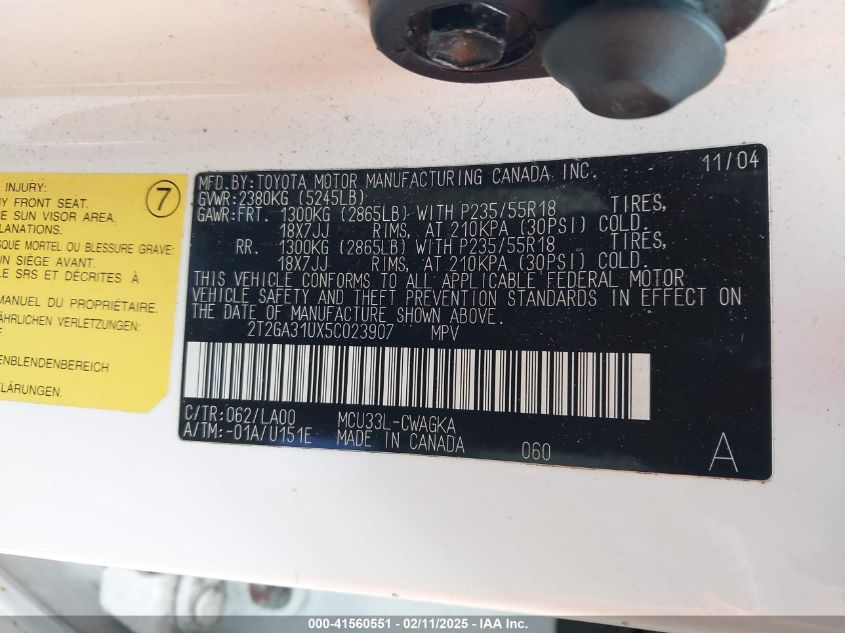 INJURY:
FRONT SEAT.
SUN VISOR AREA.
MORTEL OU BLESSURE GRAVE:
UN SIÈGE AVANT.
LE SRS ET DÉCRITES À
MANUEL DU PROPRIÉTAIRE.
VERLETZUNGEN:
7
MFD.BY:TOYOTA MOTOR MANUFACTURING CANADA INC. 11/04
GVWR:2380KG (5245LB)
GAWR:FRT. 1300KG (2865LB) WITH P235/55R18 TIRES,
18X7JJ RIMS, AT 210KPA (30PSI) COLD.
RR. 1300KG (2865LB) WITH P235/55R18 TIRES,
18X7JJ RIMS, AT 210KPA (30PSI) COLD.
THIS VEHICLE CONFORMS TO ALL APPLICABLE FEDERAL MOTOR
VEHICLE SAFETY AND THEFT PREVENTION STANDARDS IN EFFECT ON
THE DATE OF MANUFACTURE SHOWN ABOVE.
2T2GA31UX5C023907 MPV
C/TR:062/LA00 MCU33L-CWAGKA
A/TM:-01A/U151E MADE IN CANADA 060 A
000-41560551 - 02/11/2025 - IAA Inc.